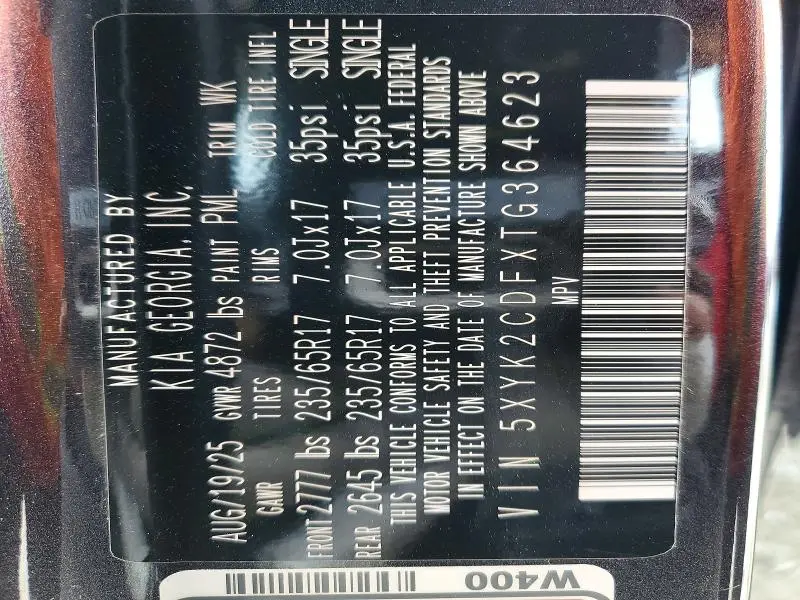 MANUFACTURED BY
KIA GEORGIA, INC.
AUG/19/25 GVWR 4872 lbs PAINT PML TRIM WK
GAWR TIRES RIMS COLD TIRE INFL
FRONT 2777 lbs 235/65R17 7.0Jx17 35psi SINGLE
REAR 2645 lbs 235/65R17 7.0Jx17 35psi SINGLE
THIS VEHICLE CONFORMS TO ALL APPLICABLE U.S.A. FEDERAL
MOTOR VEHICLE SAFETY AND THEFT PREVENTION STANDARDS
IN EFFECT ON THE DATE OF MANUFACTURE SHOWN ABOVE
VIN 5XYK2CDFXTG364623
MPV
W400